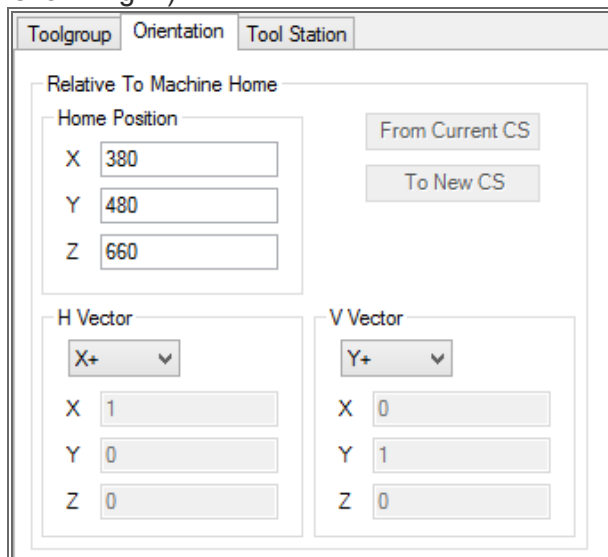 Toolgroup Orientation Tool Station
Relative To Machine Home
Home Position
X 380
Y 480
Z 660
From Current CS
To New CS
H Vector
X+
X 1
Y 0
Z 0
V Vector
Y+
X 0
Y 1
Z 0